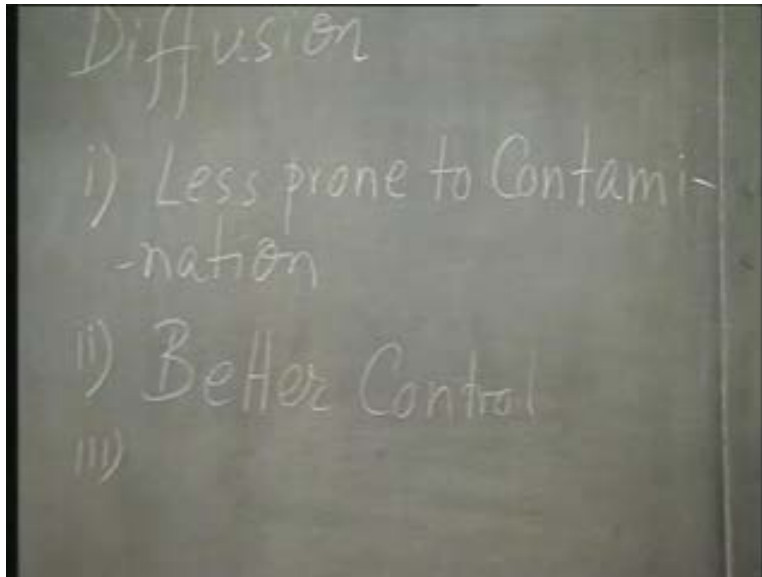 Diffusion
i) Less prone to Contami-
-nation
ii) Better Control
iii)